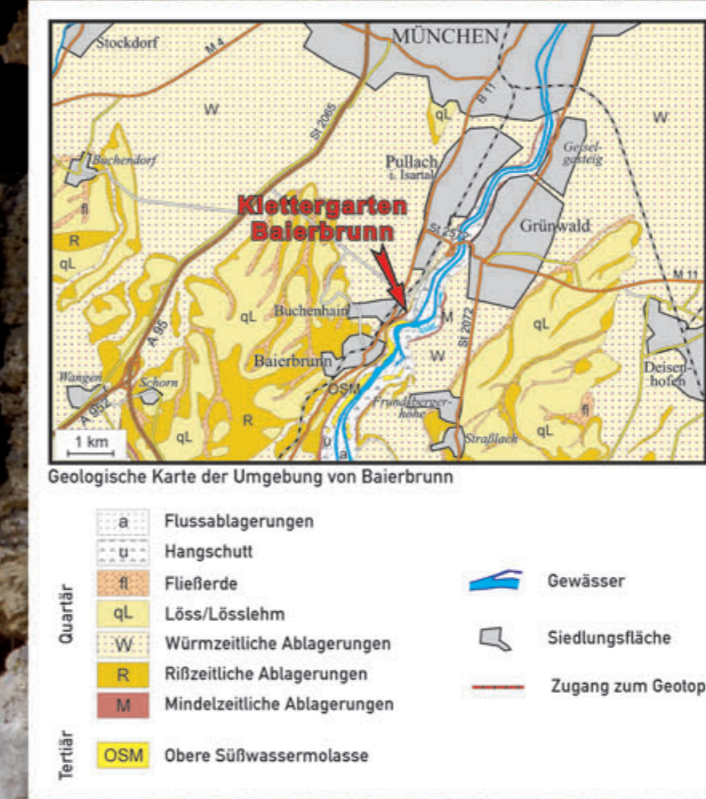 Stockdorf
M 4
MÜNCHEN
W
St 2065
B 11
qL
W
Buchendorf
Pullach
i. Isartal
Geisel-
gasteig
fl
Klettergarten
Baierbrunn
Grünwald
R
qL
M 11
Buchenhain
M
qL
A 95
qL
St 2072
W
Baierbrunn
Deisen-
hofen
OSM
Wangen
Schorn
Frundsberger-
höhe
fl
A 952
R
qL
Straßlach
qL
1 km
u
a
Geologische Karte der Umgebung von Baierbrunn
Quartär
a Flussablagerungen
u Hangschutt
fl Fließerde
qL Löss/Lösslehm
W Würmzeitliche Ablagerungen
R Rißzeitliche Ablagerungen
M Mindelzeitliche Ablagerungen
Tertiär
OSM Obere Süßwassermolasse
Gewässer
Siedlungsfläche
Zugang zum Geotop